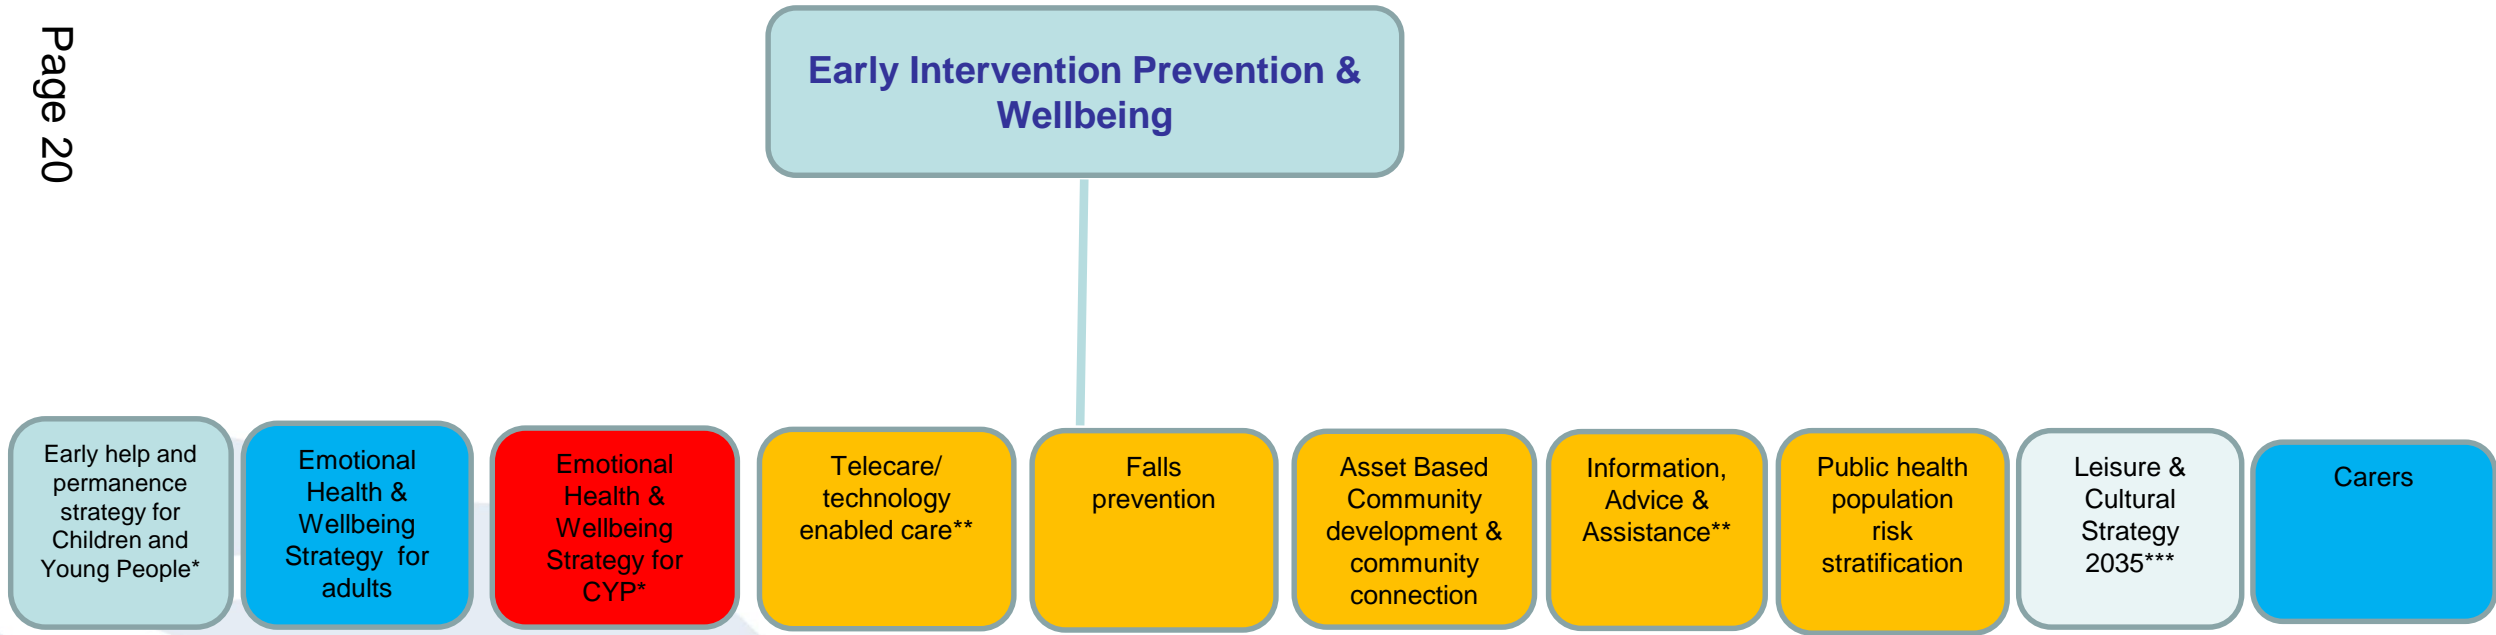 Page 20
Early Intervention Prevention &
Wellbeing
Early help and
permanence
strategy for
Children and
Young People*
Emotional
Health &
Wellbeing
Strategy for
adults
Emotional
Health &
Wellbeing
Strategy for
CYP*
Telecare/
technology
enabled care**
Falls
prevention
Asset Based
Community
development &
community
connection
Information,
Advice &
Assistance**
Public health
population
risk
stratification
Leisure &
Cultural
Strategy
2035***
Carers